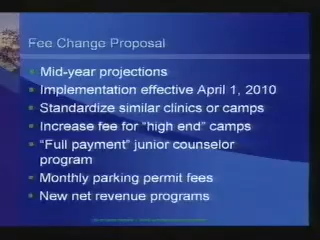 Fee Change Proposal
Mid-year projections
Implementation effective April 1, 2010
Standardize similar clinics or camps
Increase fee for "high end" camps
"Full payment" junior counselor
program
Monthly parking permit fees
New net revenue programs